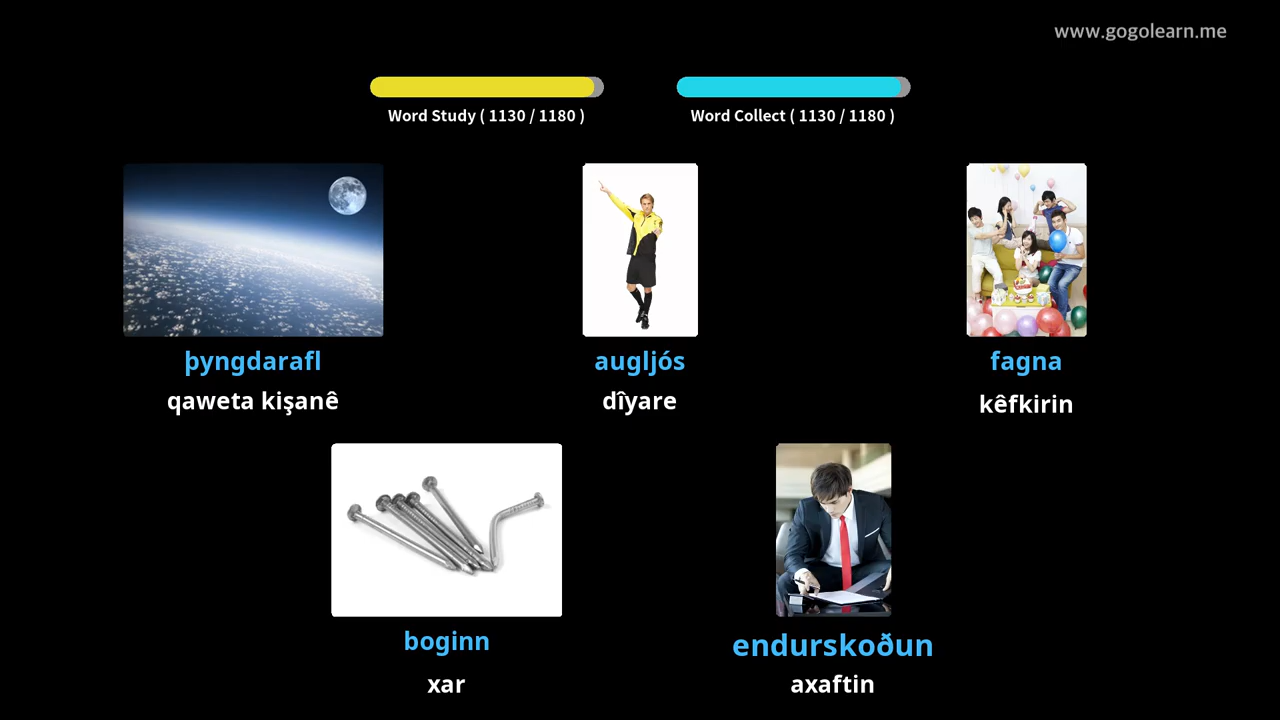 www.gogolearn.me
Word Study ( 1130 / 1180 )
Word Collect ( 1130 / 1180 )
þyngdarafl
qaweta kişanê
augljós
dîyare
fagna
kêfkirin
boginn
xar
endurskoðun
axaftin